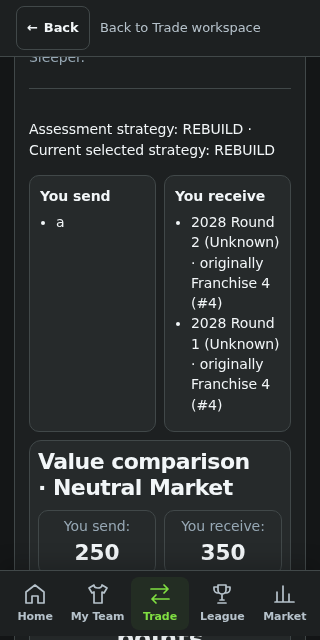 ← Back
Back to Trade workspace
Sleeper.
Assessment strategy: REBUILD ·
Current selected strategy: REBUILD
You send
• a
You receive
• 2028 Round
2 (Unknown)
· originally
Franchise 4
(#4)
• 2028 Round
1 (Unknown)
· originally
Franchise 4
(#4)
Value comparison
· Neutral Market
You send:
250
You receive:
350
Home
My Team
Trade
League
Market
points